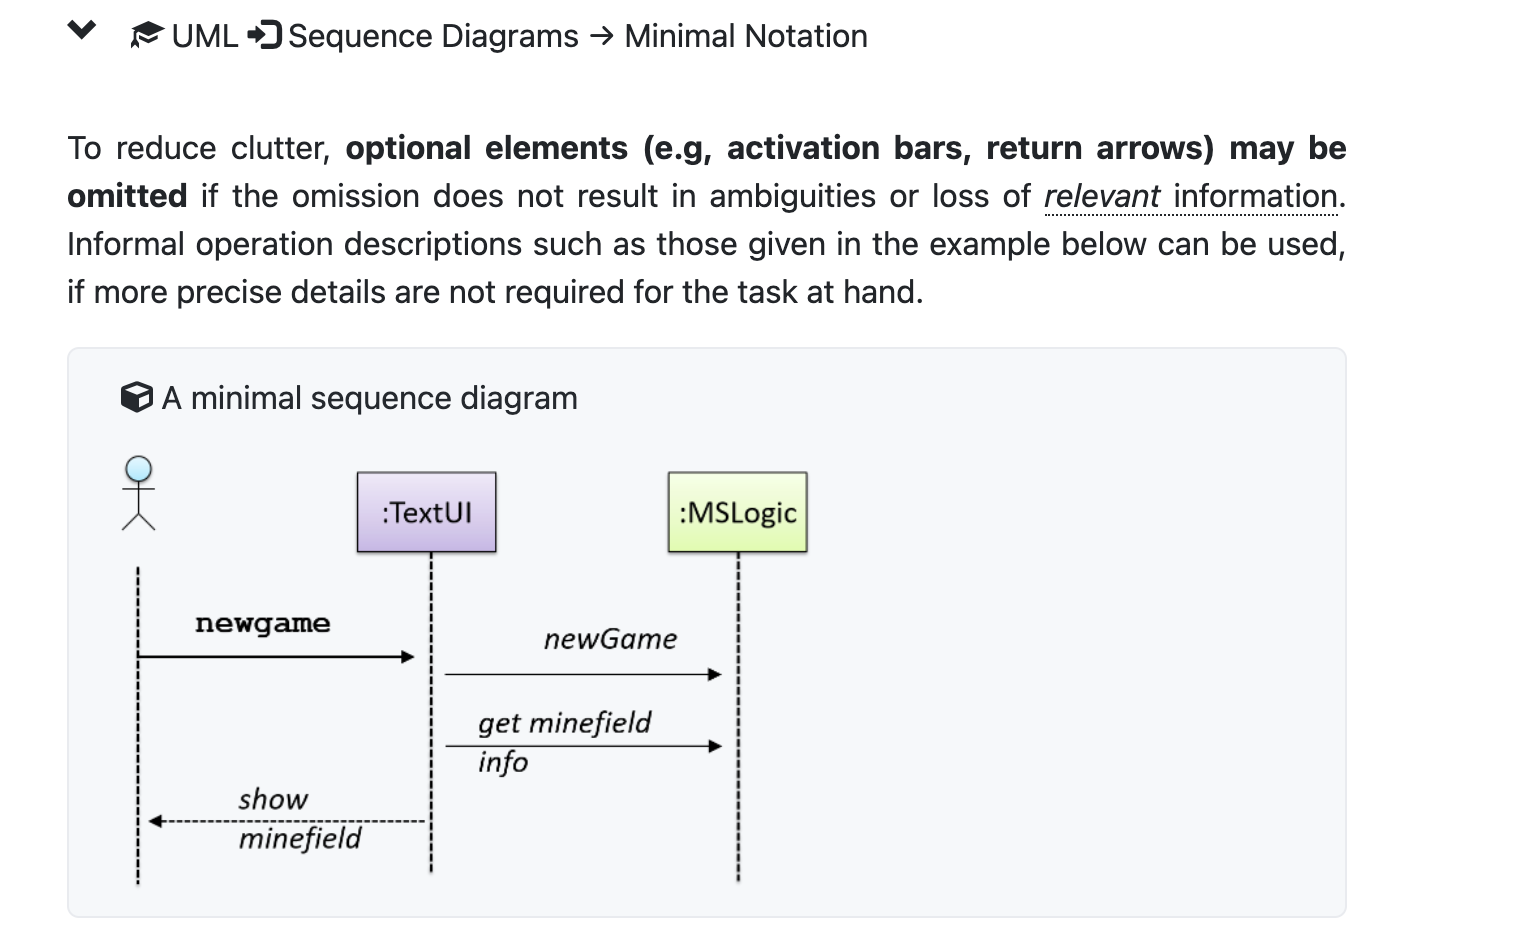 UML Sequence Diagrams → Minimal Notation
To reduce clutter, optional elements (e.g, activation bars, return arrows) may be
omitted if the omission does not result in ambiguities or loss of relevant information.
Informal operation descriptions such as those given in the example below can be used,
if more precise details are not required for the task at hand.
A minimal sequence diagram
:TextUI
:MSLogic
newgame
newGame
get minefield
info
show
minefield